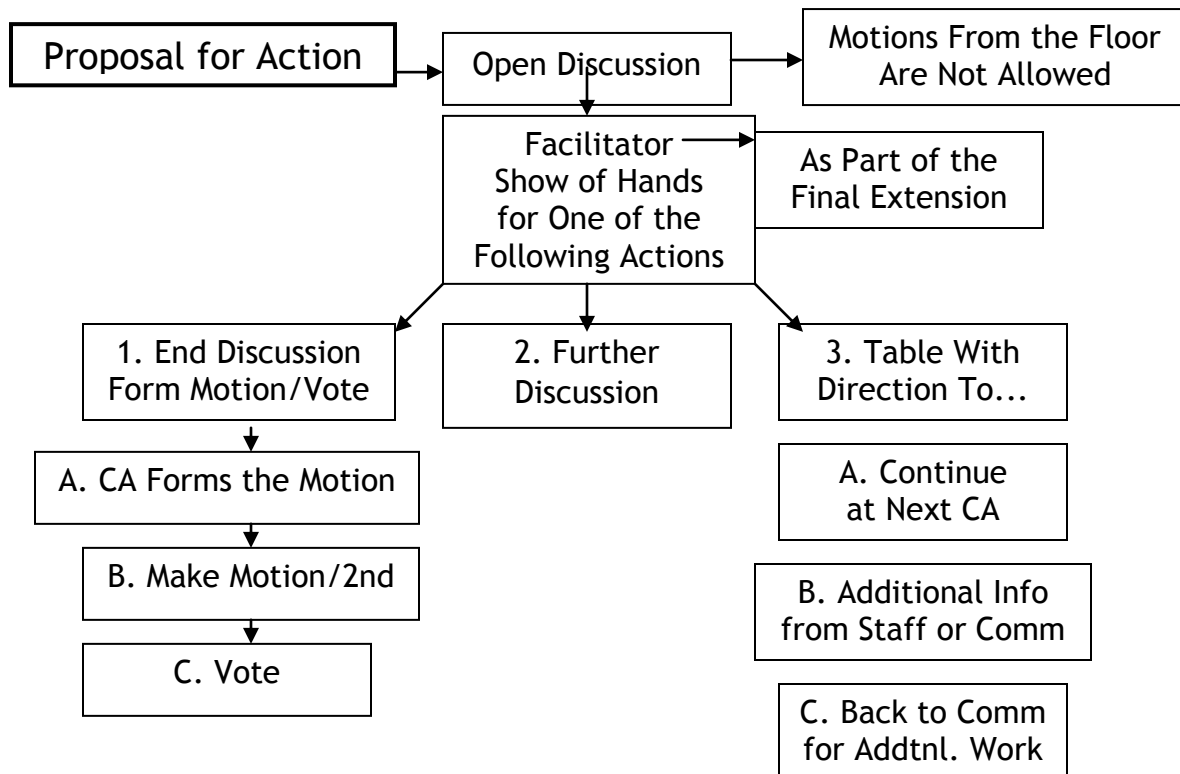 Proposal for Action
Open Discussion
Motions From the Floor
Are Not Allowed
Facilitator
Show of Hands
for One of the
Following Actions
As Part of the
Final Extension
1. End Discussion
Form Motion/Vote
A. CA Forms the Motion
B. Make Motion/2nd
C. Vote
2. Further
Discussion
3. Table With
Direction To...
A. Continue
at Next CA
B. Additional Info
from Staff or Comm
C. Back to Comm
for Addtnl. Work